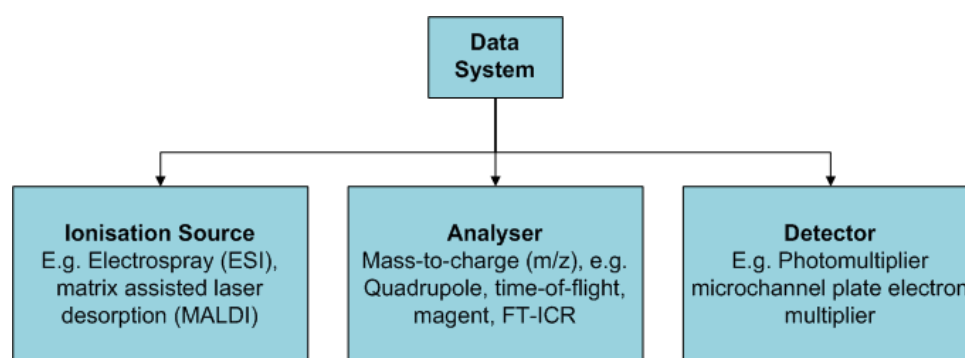 Data
System
Ionisation Source
E.g. Electrospray (ESI),
matrix assisted laser
desorption (MALDI)
Analyser
Mass-to-charge (m/z), e.g.
Quadrupole, time-of-flight,
magent, FT-ICR
Detector
E.g. Photomultiplier
microchannel plate electron
multiplier